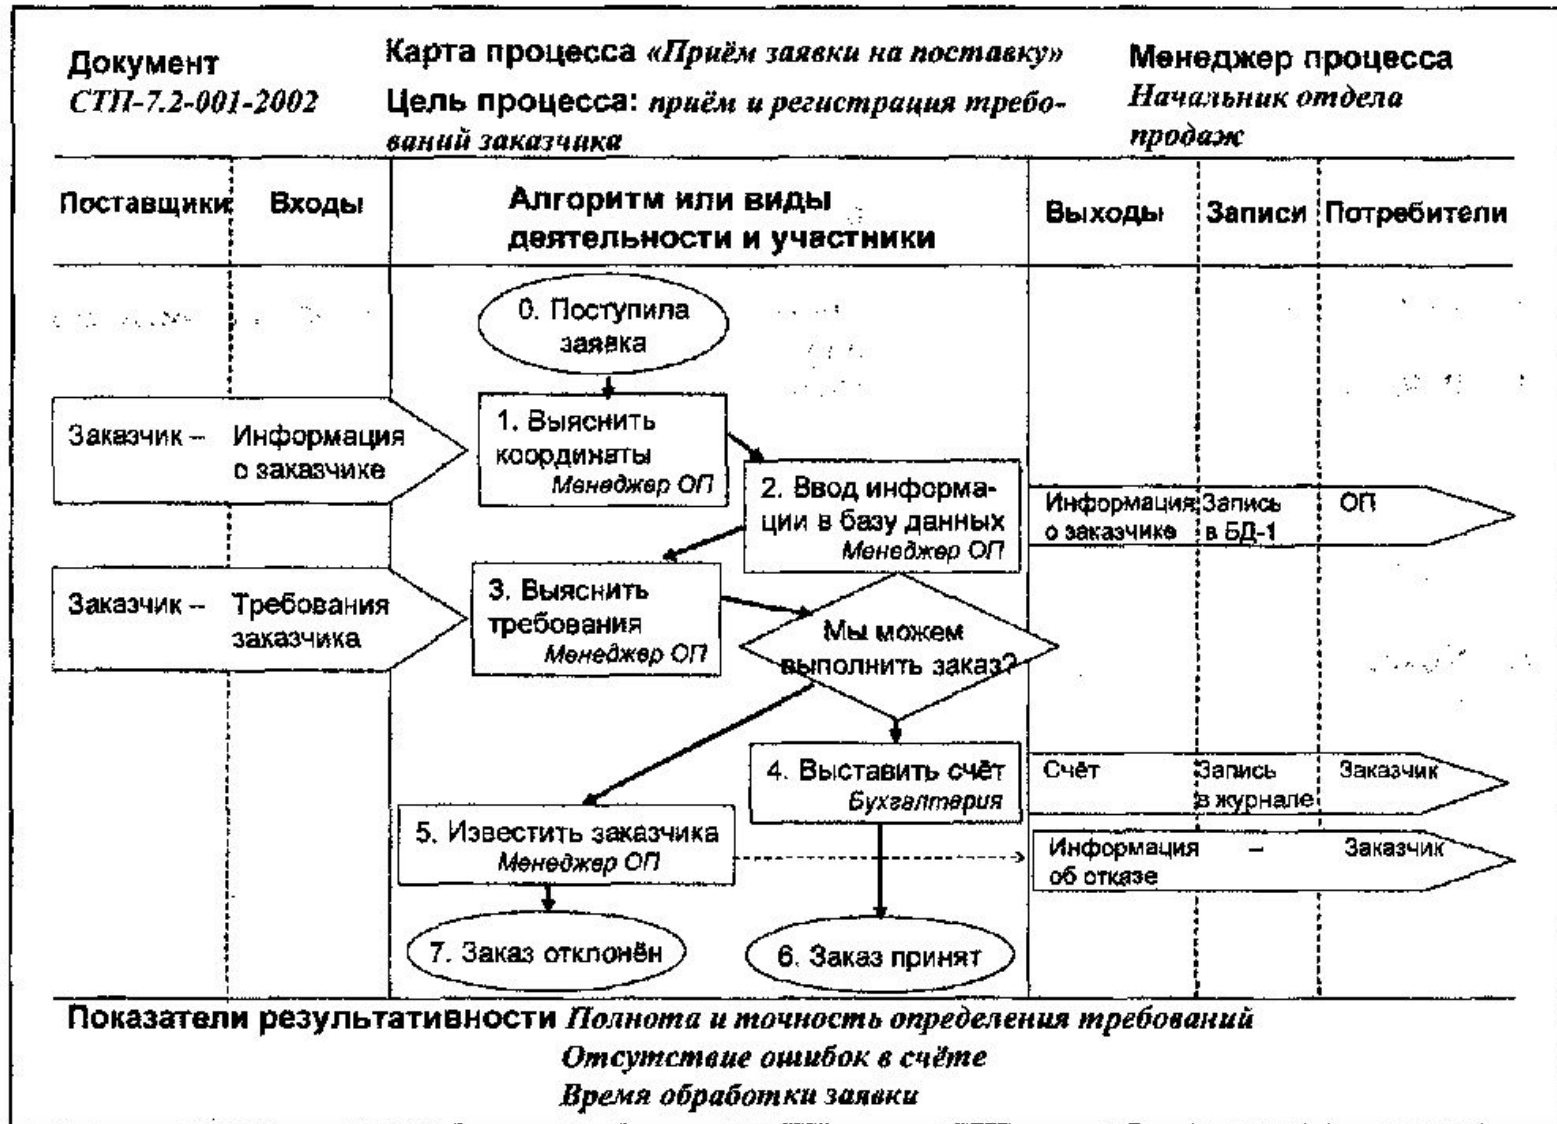 Документ
СТП-7.2-001-2002
Карта процесса «Приём заявки на поставку»
Цель процесса: приём и регистрация требо-
ваний заказчика
Менеджер процесса
Начальник отдела
продаж
Поставщики
Входы
Алгоритм или виды
деятельности и участники
Выходы
Записи
Потребители
0. Поступила
заявка
Заказчик –
Информация
о заказчике
1. Выяснить
координаты
Менеджер ОП
2. Ввод информа-
ции в базу данных
Менеджер ОП
Информация
о заказчике
Запись
в БД-1
ОП
Заказчик –
Требования
заказчика
3. Выяснить
требования
Менеджер ОП
Мы можем
выполнить заказ?
4. Выставить счёт
Бухгалтерия
Счёт
Запись
в журнале
Заказчик
5. Известить заказчика
Менеджер ОП
Информация
об отказе
–
Заказчик
7. Заказ отклонён
6. Заказ принят
Показатели результативности Полнота и точность определения требований
Отсутствие ошибок в счёте
Время обработки заявки